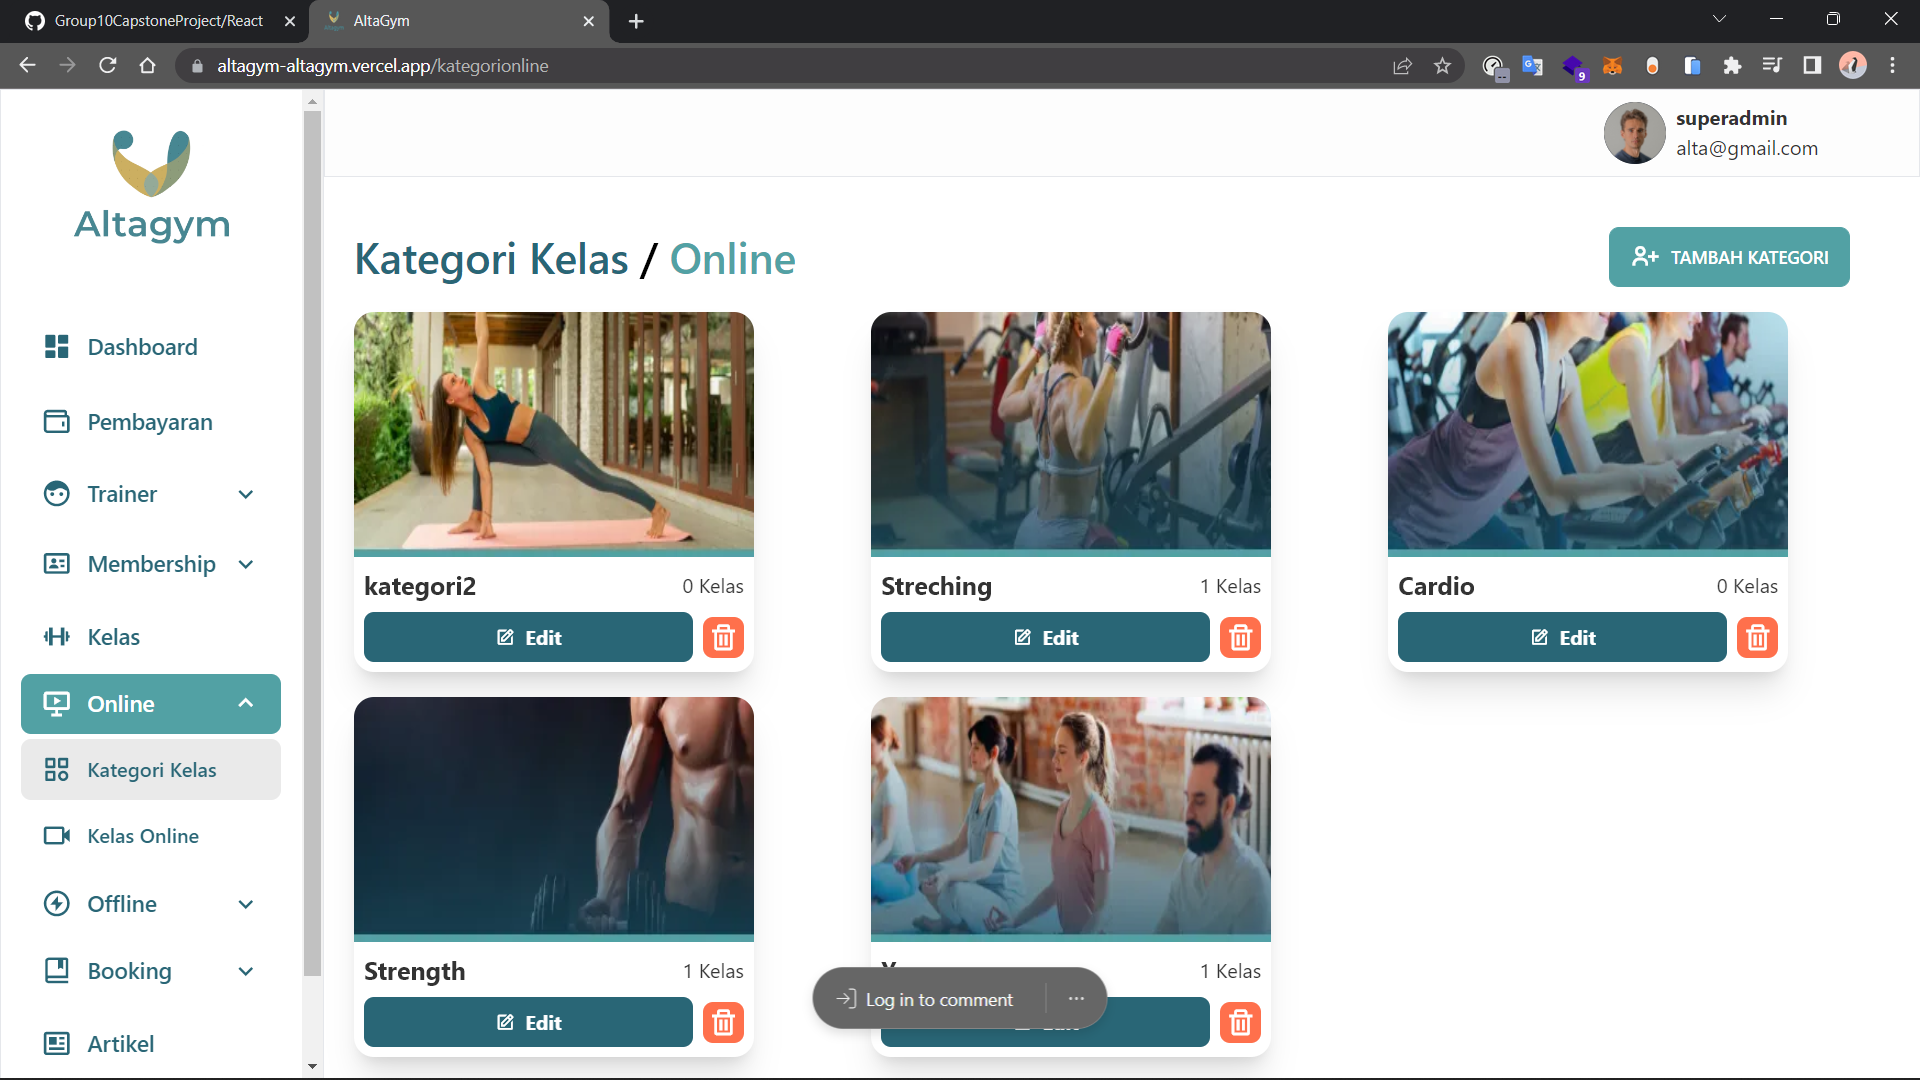 Group10CapstoneProject/React
AltaGym
altagym-altagym.vercel.app/kategorionline
9
superadmin
alta@gmail.com
Altagym
Kategori Kelas / Online
TAMBAH KATEGORI
Dashboard
Pembayaran
Trainer
Membership
Kelas
Online
Kategori Kelas
Kelas Online
Offline
Booking
Artikel
kategori2
0 Kelas
Edit
Streching
1 Kelas
Edit
Cardio
0 Kelas
Edit
Strength
1 Kelas
Edit
1 Kelas
Log in to comment